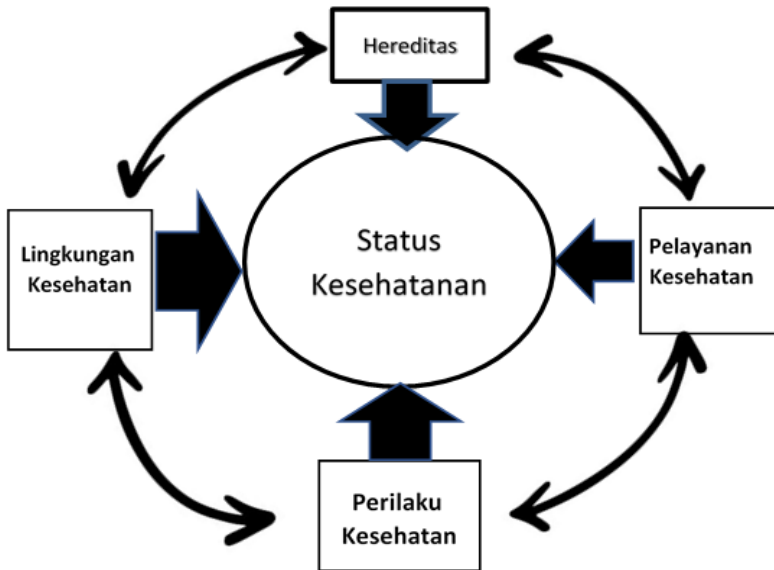 Hereditas
Lingkungan
Kesehatan
Status
Kesehatanan
Pelayanan
Kesehatan
Perilaku
Kesehatan